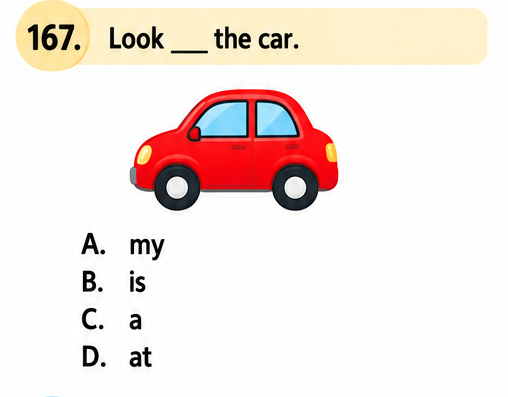 167. Look ___ the car.
A. my
B. is
C. a
D. at